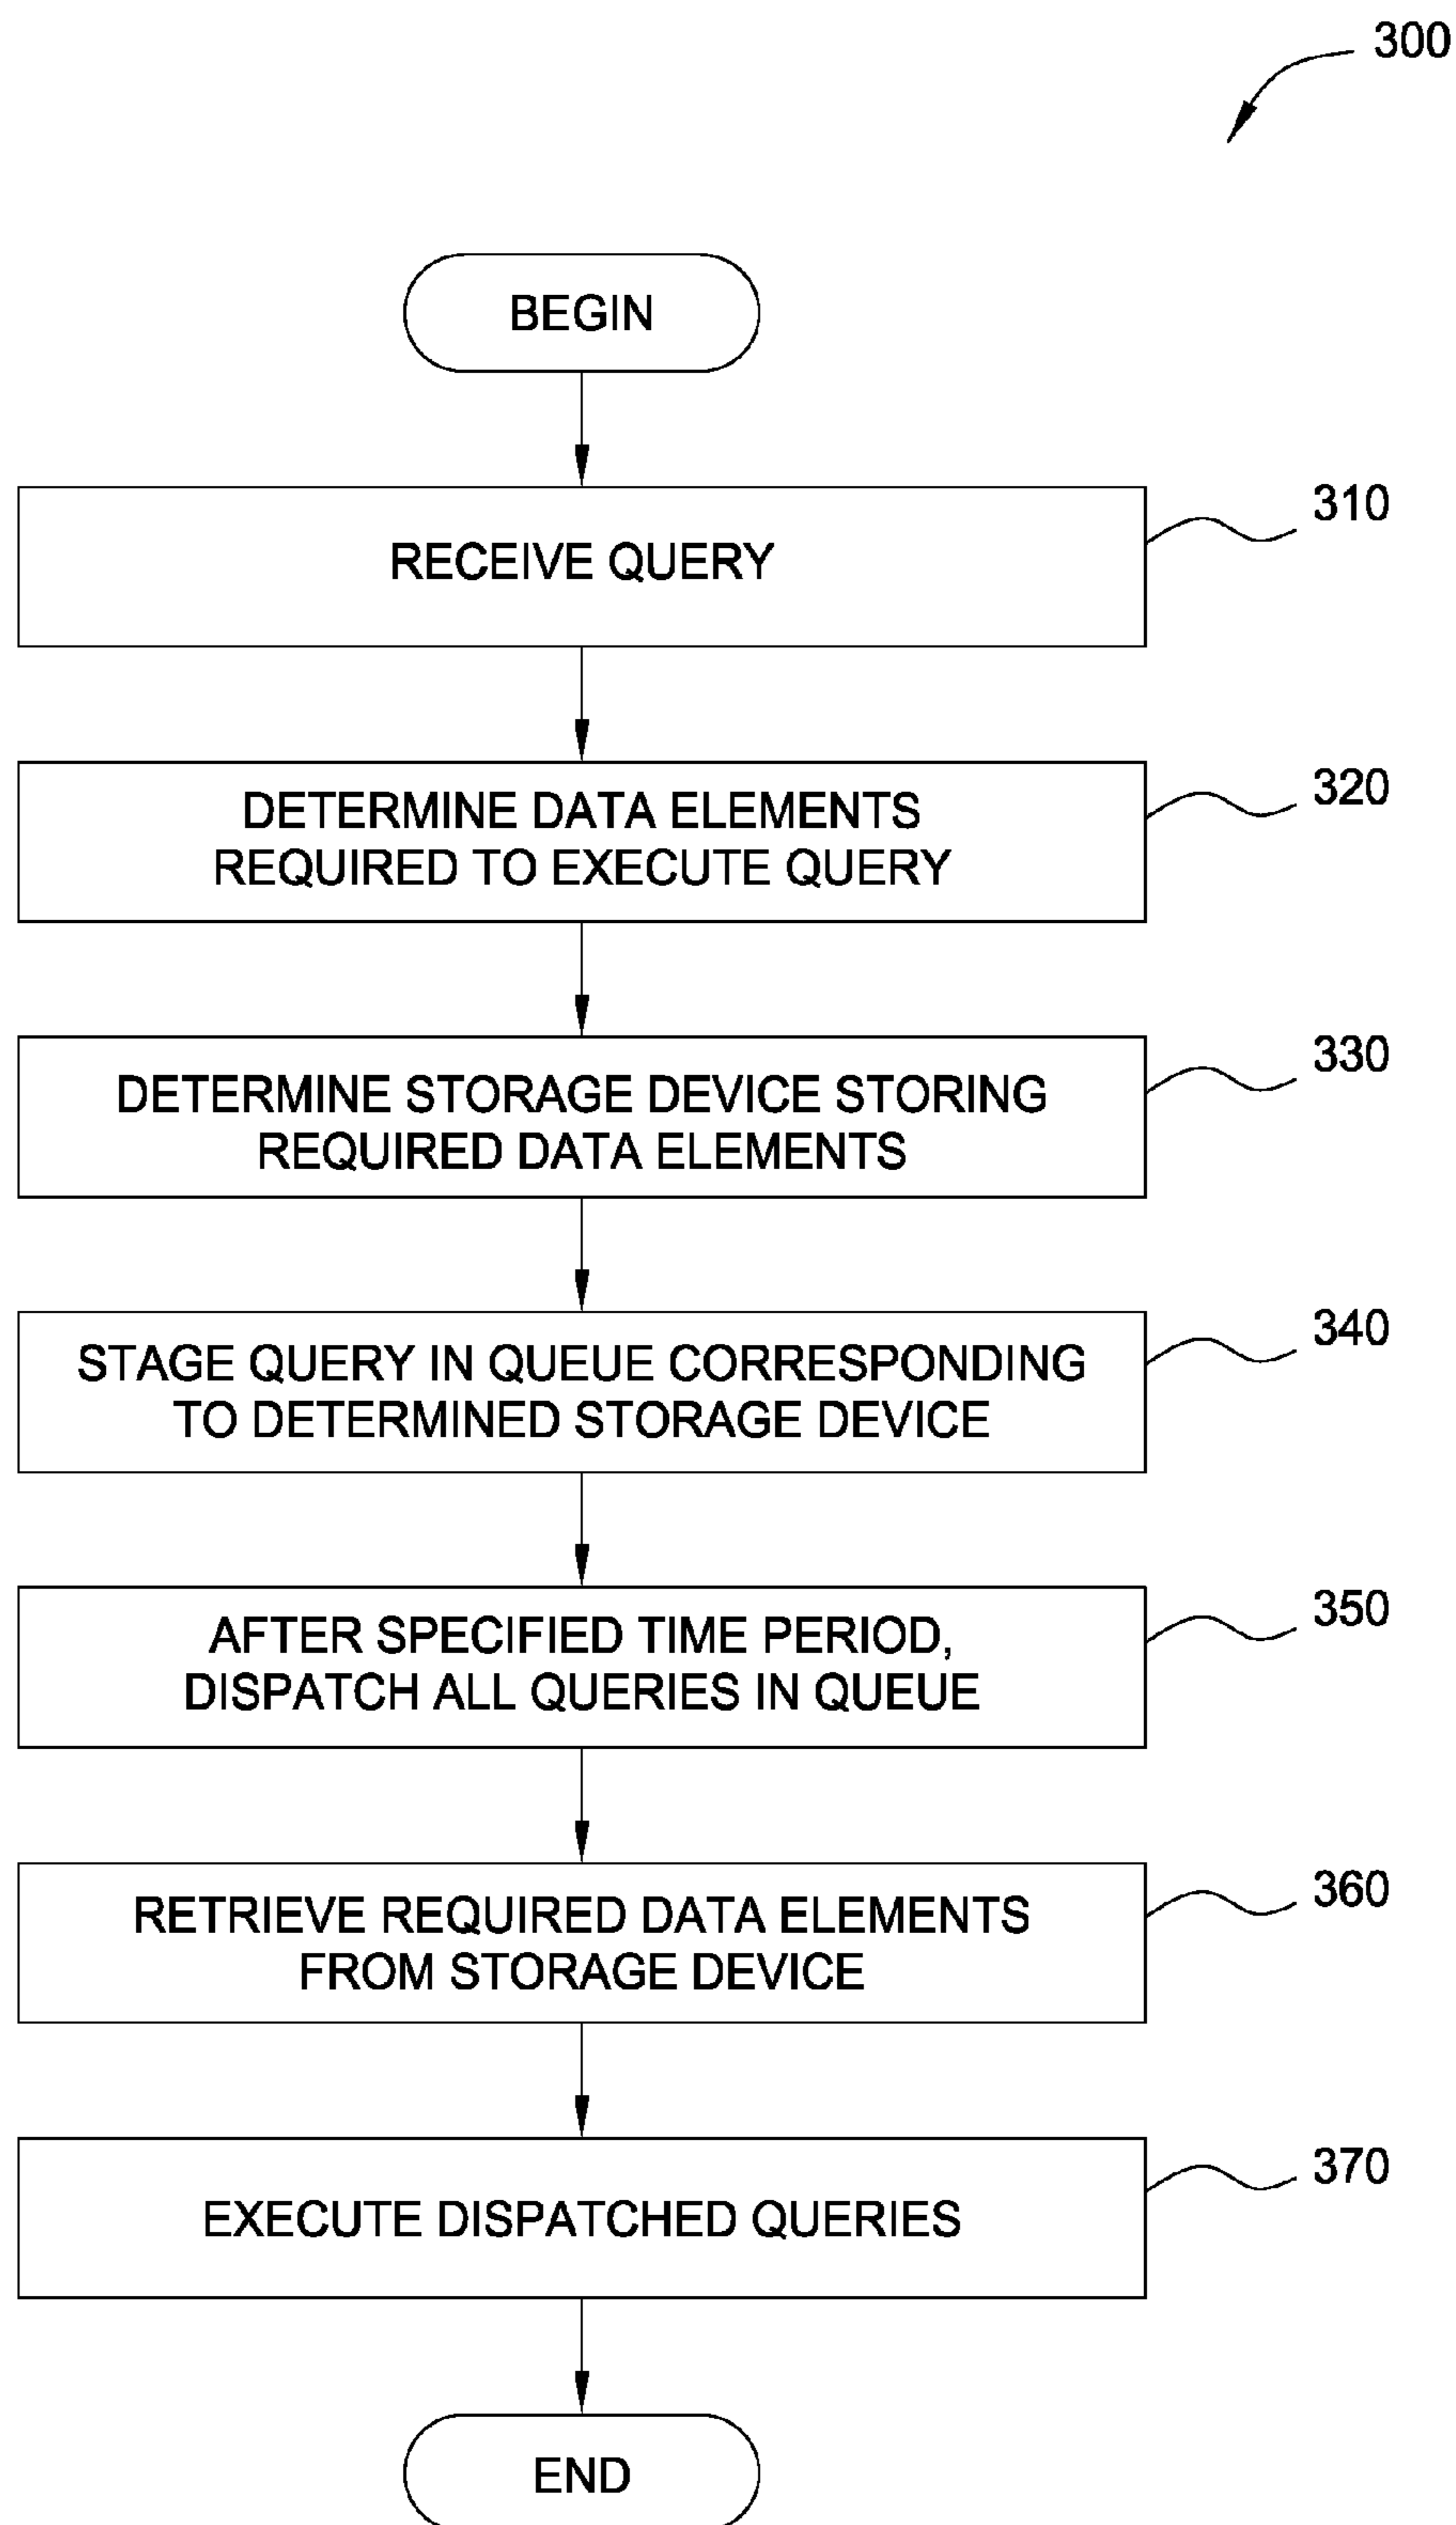 300
BEGIN
310
RECEIVE QUERY
320
DETERMINE DATA ELEMENTS
REQUIRED TO EXECUTE QUERY
330
DETERMINE STORAGE DEVICE STORING
REQUIRED DATA ELEMENTS
340
STAGE QUERY IN QUEUE CORRESPONDING
TO DETERMINED STORAGE DEVICE
350
AFTER SPECIFIED TIME PERIOD,
DISPATCH ALL QUERIES IN QUEUE
360
RETRIEVE REQUIRED DATA ELEMENTS
FROM STORAGE DEVICE
370
EXECUTE DISPATCHED QUERIES
END